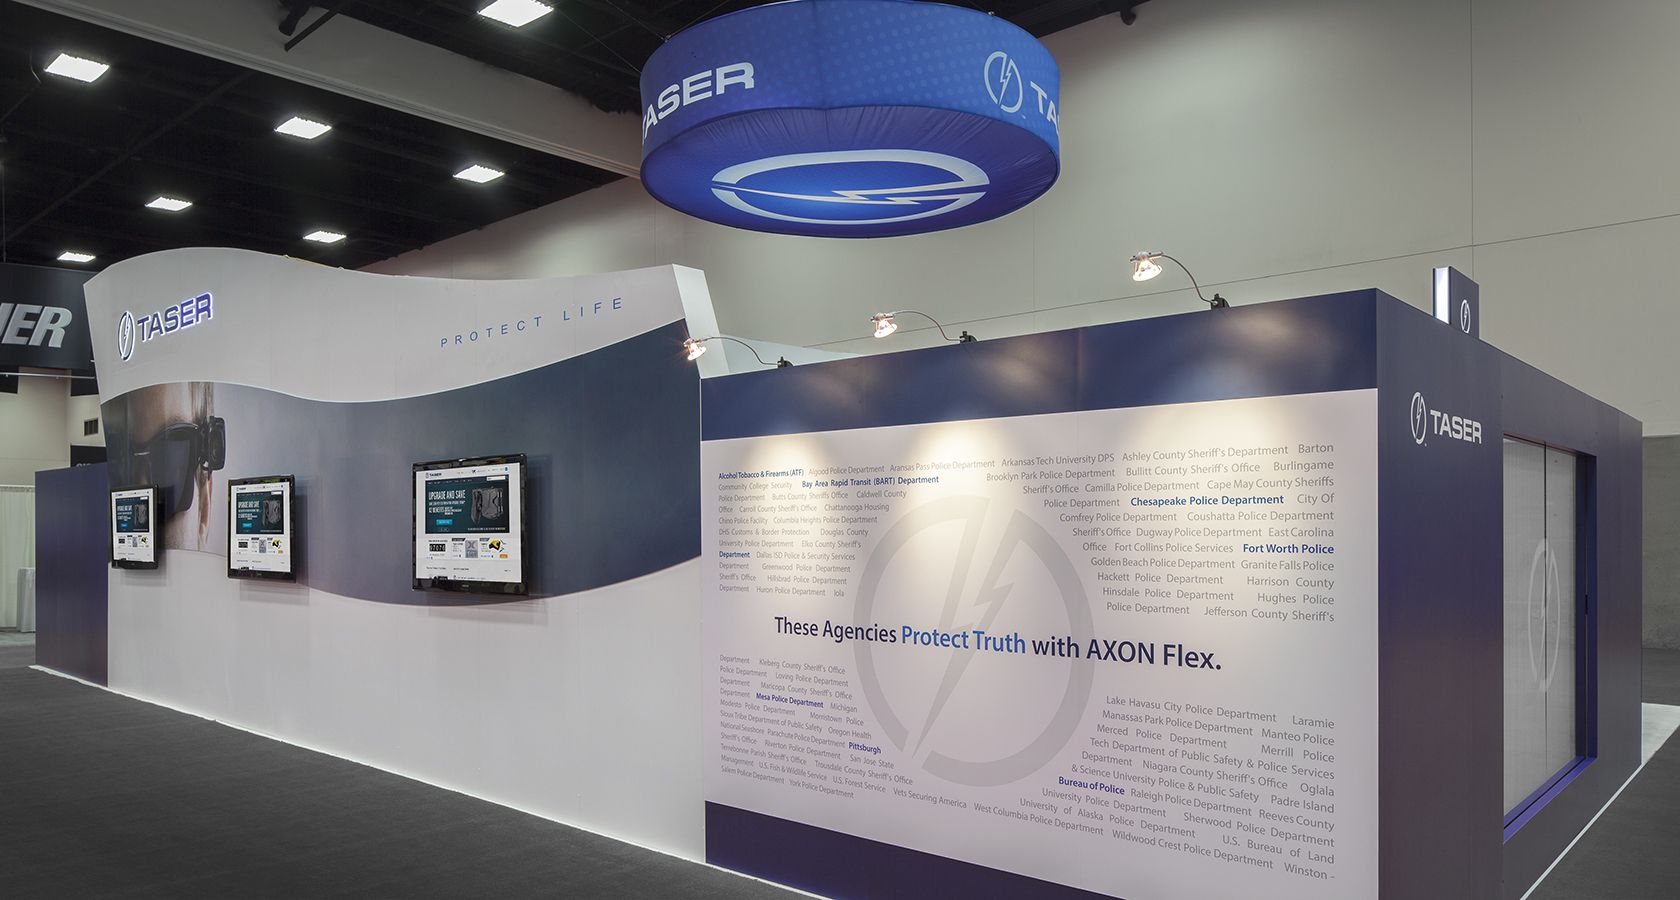 TASER
TA
IER
TASER
PROTECT LIFE
TASER
TASER
UPGRADE AND SAVE
TASER
UPGRADE AND SAVE
Alcohol Tobacco & Firearms (ATF) Algood Police Department Aransas Pass Police Department Arkansas Tech University DPS Ashley County Sheriff's Department Barton
Community College Security Bay Area Rapid Transit (BART) Department Brooklyn Park Police Department Bullitt County Sheriff's Office Burlingame
Police Department Butts County Sheriffs Office Caldwell County Sheriff's Office Camilla Police Department Cape May County Sheriffs
Office Carroll County Sheriff's Office Chattanooga Housing Police Department Chesapeake Police Department City Of
Chino Police Facility Columbia Heights Police Department Comfrey Police Department Coushatta Police Department
DHS Customs & Border Protection Douglas County Sheriff's Office Dugway Police Department East Carolina
University Police Department Elko County Sheriff's Office Fort Collins Police Services Fort Worth Police
Department Dallas ISD Police & Security Services Golden Beach Police Department Granite Falls Police
Department Greenwood Police Department Hackett Police Department Harrison County
Sheriff's Office Hillsbrad Police Department Hinsdale Police Department Hughes Police
Department Huron Police Department Iola Police Department Jefferson County Sheriff's
These Agencies Protect Truth with AXON Flex.
Department Kleberg County Sheriff's Office Lake Havasu City Police Department Laramie
Police Department Loving Police Department Manassas Park Police Department Manteo Police
Department Maricopa County Sheriff's Office Merced Police Department Merrill Police
Department Mesa Police Department Michigan Tech Department of Public Safety & Police Services
Modesto Police Department Morristown Police Department Niagara County Sheriff's Office Oglala
Sioux Tribe Department of Public Safety Oregon Health & Science University Police & Public Safety Padre Island
National Seashore Parachute Police Department Pittsburgh Bureau of Police Raleigh Police Department Reeves County
Sheriff's Office Riverton Police Department San Jose State University Police Department Sherwood Police Department
Terrebonne Parish Sheriff's Office Trousdale County Sheriff's Office University of Alaska Police Department U.S. Bureau of Land
Management U.S. Fish & Wildlife Service U.S. Forest Service Vets Securing America West Columbia Police Department Wildwood Crest Police Department Winston -
Salem Police Department York Police Department
TASER